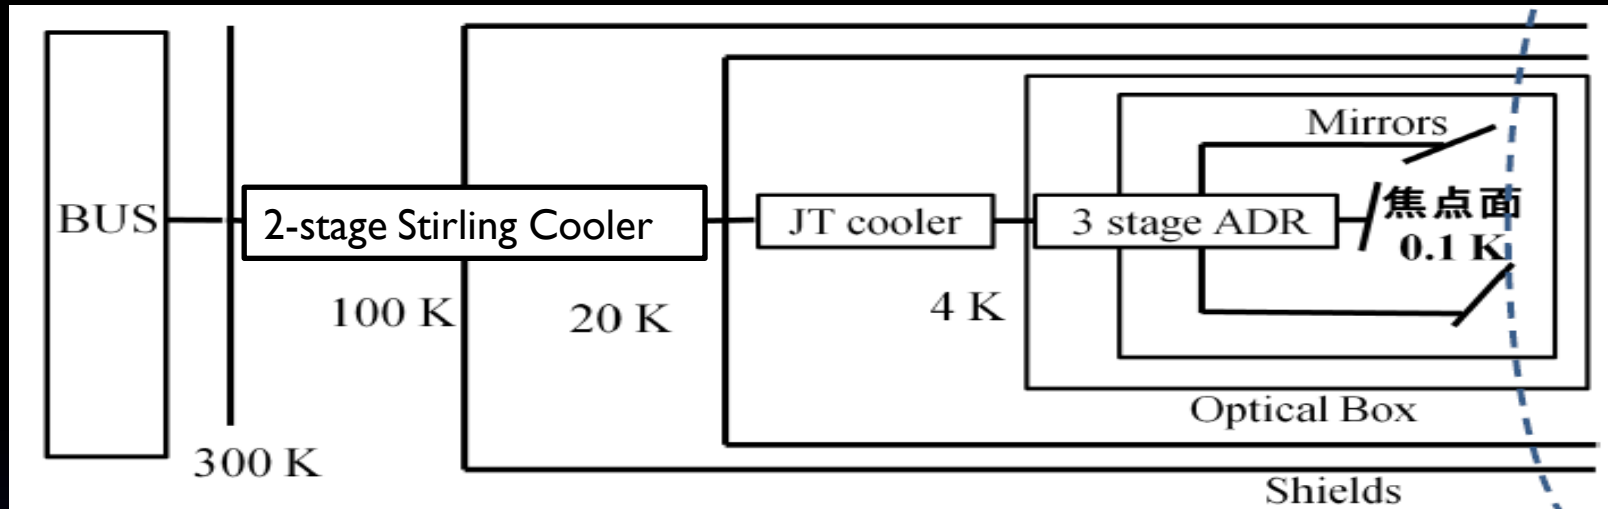 BUS
300 K
2-stage Stirling Cooler
100 K
20 K
JT cooler
4 K
3 stage ADR
Mirrors
焦点面
0.1 K
Optical Box
Shields